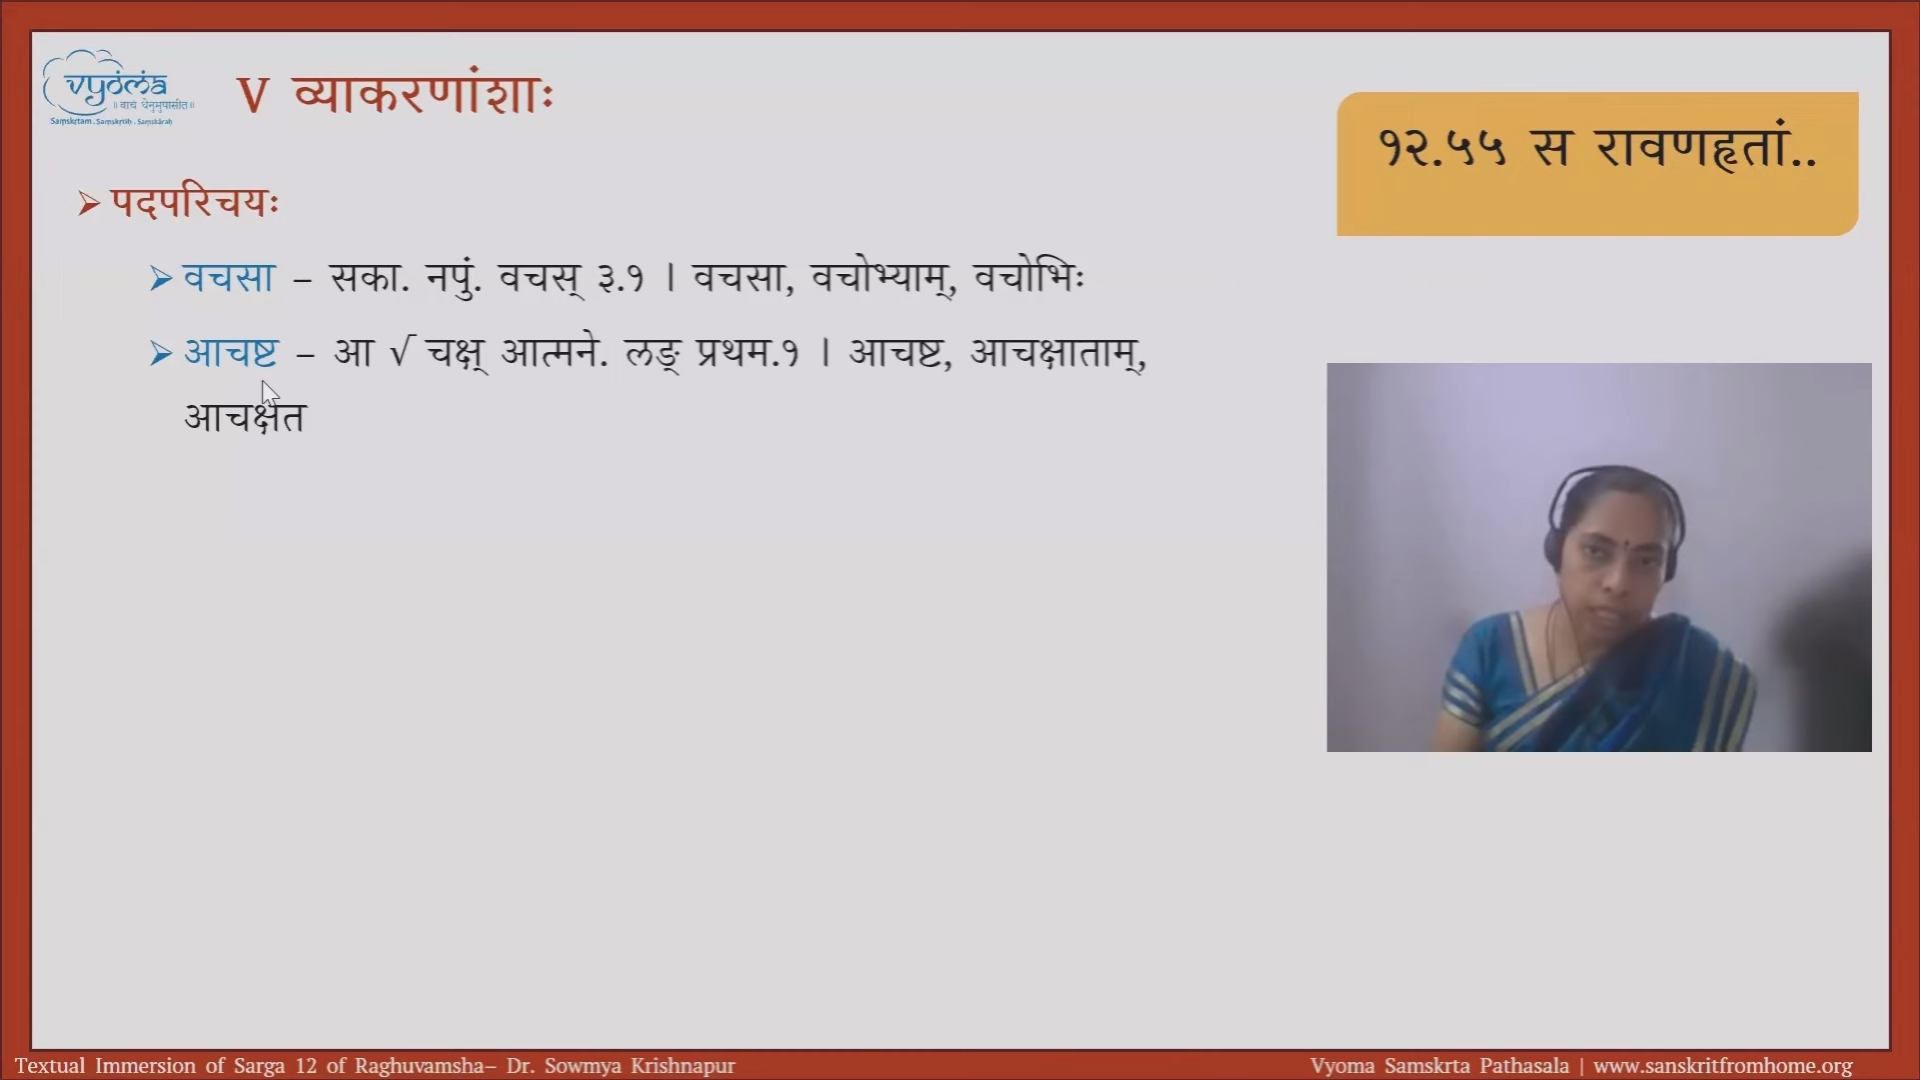 vyoma
॥ वाचं धेनुमुपासीत॥
Saṃskṛtam . Saṃskṛtiḥ . Saṃskāraḥ
V व्याकरणांशाः
१२.५५ स रावणहृतां..
पदपरिचयः
वचसा – सका. नपुं. वचस् ३.१ । वचसा, वचोभ्याम्, वचोभिः
आचष्ट – आ √ चक्ष् आत्मने. लङ् प्रथम.१ । आचष्ट, आचक्षाताम्,
आचक्षत
Textual Immersion of Sarga 12 of Raghuvamsha– Dr. Sowmya Krishnapur
Vyoma Samskrta Pathasala | www.sanskritfromhome.org